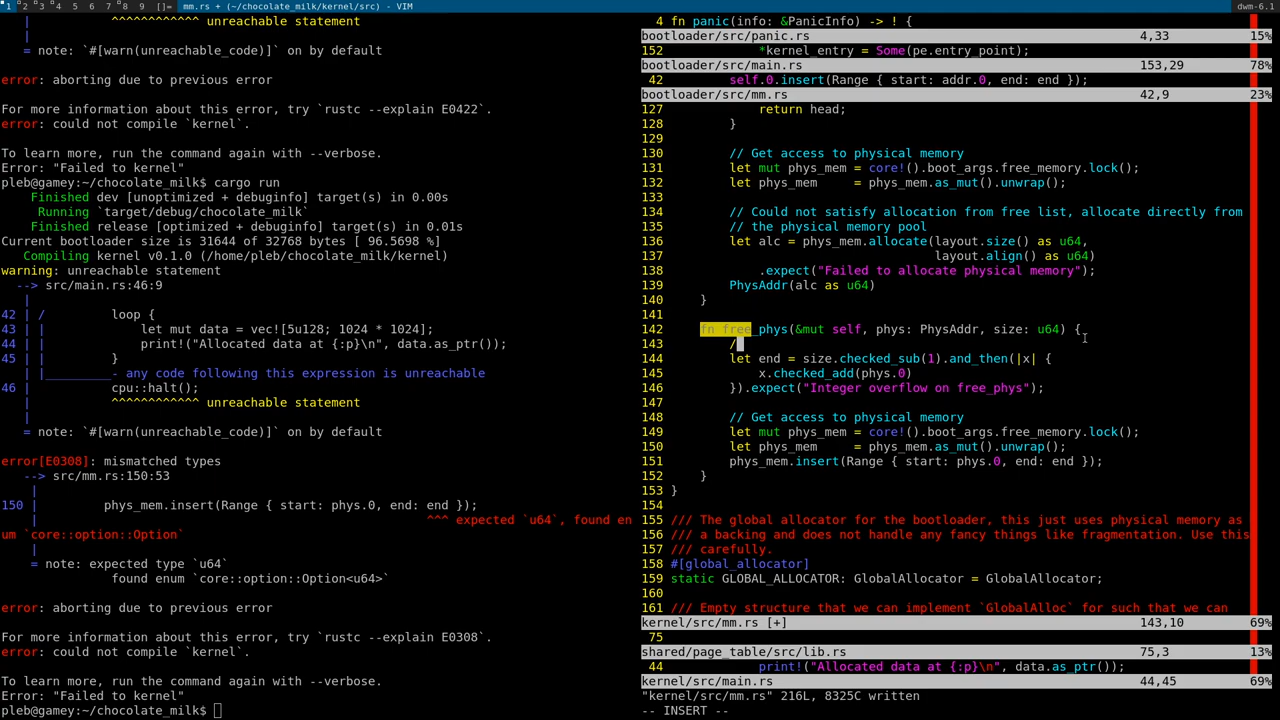 1 2 3 4 5 6 7 8 9 []= mm.rs + (~/chocolate_milk/kernel/src) - VIM dwm-6.1
| ^^^^^^^^^^^^ unreachable statement
|
= note: `#[warn(unreachable_code)]` on by default
error: aborting due to previous error
For more information about this error, try `rustc --explain E0422`.
error: could not compile `kernel`.
To learn more, run the command again with --verbose.
Error: "Failed to kernel"
pleb@gamey:~/chocolate_milk$ cargo run
Finished dev [unoptimized + debuginfo] target(s) in 0.00s
Running `target/debug/chocolate_milk`
Finished release [optimized + debuginfo] target(s) in 0.01s
Current bootloader size is 31644 of 32768 bytes [ 96.5698 %]
Compiling kernel v0.1.0 (/home/pleb/chocolate_milk/kernel)
warning: unreachable statement
--> src/main.rs:46:9
|
42 | / loop {
43 | | let mut data = vec![5u128; 1024 * 1024];
44 | | print!("Allocated data at {:p}\n", data.as_ptr());
45 | | }
| |_________- any code following this expression is unreachable
46 | cpu::halt();
| ^^^^^^^^^^^^ unreachable statement
|
= note: `#[warn(unreachable_code)]` on by default
error[E0308]: mismatched types
--> src/mm.rs:150:53
|
150 | phys_mem.insert(Range { start: phys.0, end: end });
| ^^^ expected `u64`, found en
um `core::option::Option`
|
= note: expected type `u64`
found enum `core::option::Option<u64>`
error: aborting due to previous error
For more information about this error, try `rustc --explain E0308`.
error: could not compile `kernel`.
To learn more, run the command again with --verbose.
Error: "Failed to kernel"
pleb@gamey:~/chocolate_milk$
4 fn panic(info: &PanicInfo) -> ! {
bootloader/src/panic.rs 4,33 15%
152 *kernel_entry = Some(pe.entry_point);
bootloader/src/main.rs 153,29 78%
42 self.0.insert(Range { start: addr.0, end: end });
bootloader/src/mm.rs 42,9 23%
127 return head;
128 }
129
130 // Get access to physical memory
131 let mut phys_mem = core!().boot_args.free_memory.lock();
132 let phys_mem = phys_mem.as_mut().unwrap();
133
134 // Could not satisfy allocation from free list, allocate directly from
135 // the physical memory pool
136 let alc = phys_mem.allocate(layout.size() as u64,
137 layout.align() as u64)
138 .expect("Failed to allocate physical memory");
139 PhysAddr(alc as u64)
140 }
141
142 fn free_phys(&mut self, phys: PhysAddr, size: u64) {
143 /
144 let end = size.checked_sub(1).and_then(|x| {
145 x.checked_add(phys.0)
146 }).expect("Integer overflow on free_phys");
147
148 // Get access to physical memory
149 let mut phys_mem = core!().boot_args.free_memory.lock();
150 let phys_mem = phys_mem.as_mut().unwrap();
151 phys_mem.insert(Range { start: phys.0, end: end });
152 }
153 }
154
155 /// The global allocator for the bootloader, this just uses physical memory as
156 /// a backing and does not handle any fancy things like fragmentation. Use this
157 /// carefully.
158 #[global_allocator]
159 static GLOBAL_ALLOCATOR: GlobalAllocator = GlobalAllocator;
160
161 /// Empty structure that we can implement `GlobalAlloc` for such that we can
kernel/src/mm.rs [+] 143,10 69%
75
shared/page_table/src/lib.rs 75,3 13%
44 print!("Allocated data at {:p}\n", data.as_ptr());
kernel/src/main.rs 44,45 69%
"kernel/src/mm.rs" 216L, 8325C written
-- INSERT --